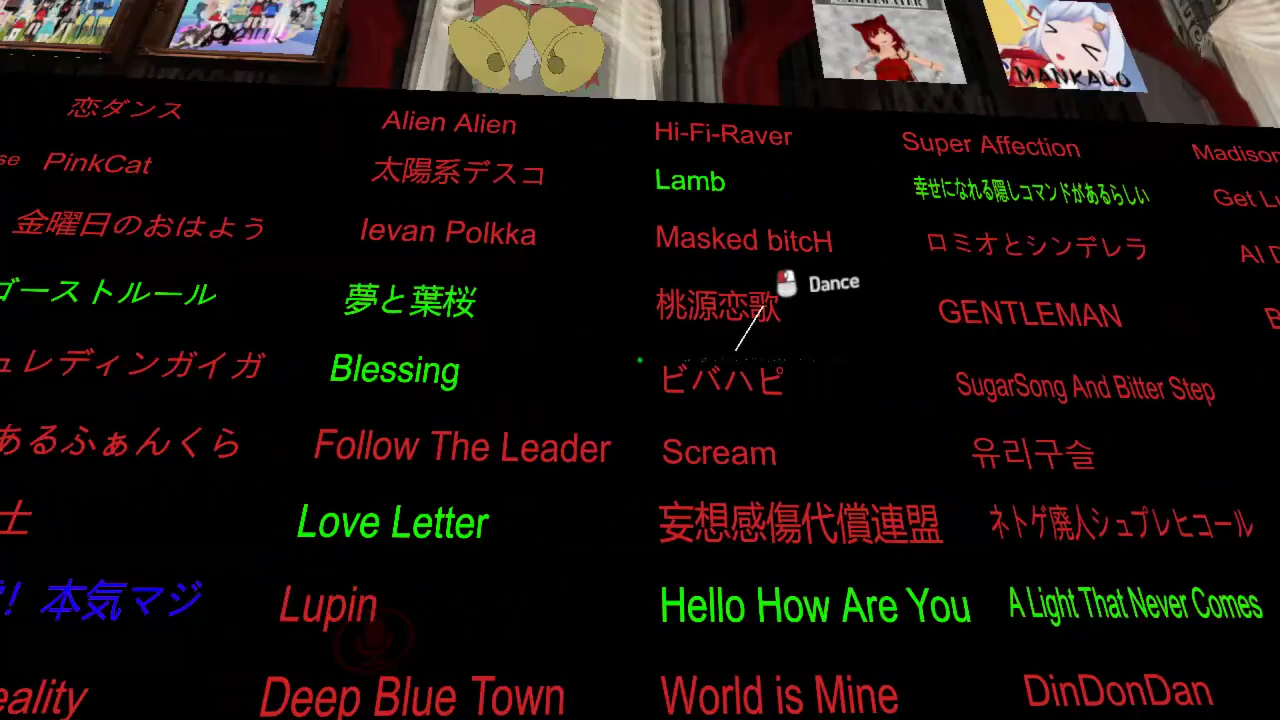 MANKALO
恋ダンス
Alien Alien
Hi-Fi-Raver
Super Affection
Madison
se PinkCat
太陽系デスコ
Lamb
幸せになれる隠しコマンドがあるらしい
Get
金曜日のおはよう
Ievan Polkka
Masked bitcH
ロミオとシンデレラ
AI
ゴーストルール
夢と葉桜
桃源恋歌
Dance
GENTLEMAN
B
ュレディンガイガ
Blessing
ビバハピ
SugarSong And Bitter Step
あるふぁんくら
Follow The Leader
Scream
유리구슬
士
Love Letter
妄想感傷代償連盟
ネトゲ廃人シュプレヒコール
! 本気マジ
Lupin
Hello How Are You
A Light That Never Comes
eality
Deep Blue Town
World is Mine
DinDonDan